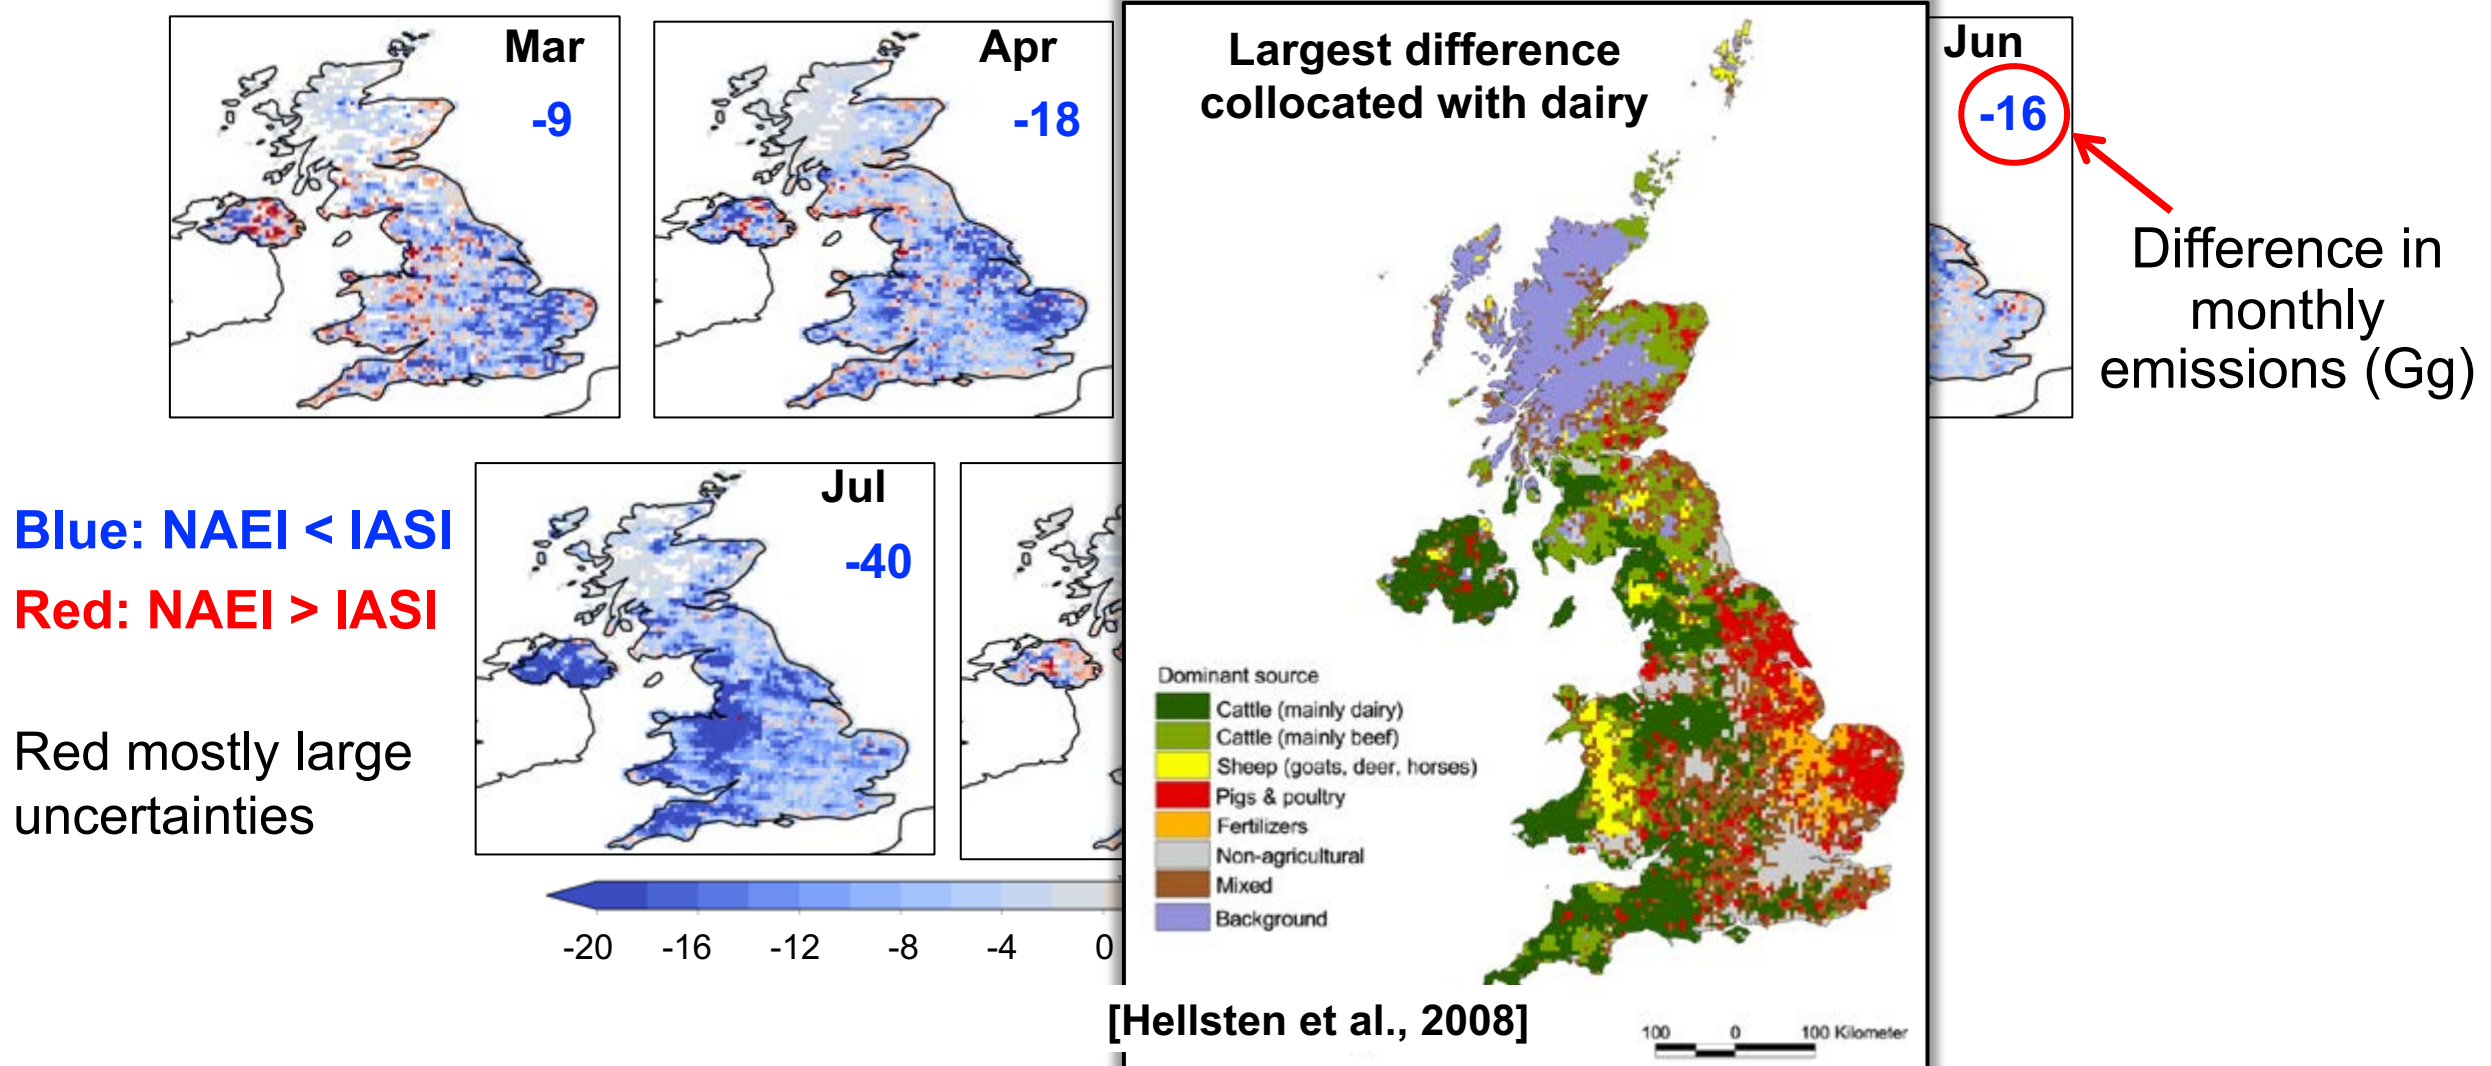 Mar
-9
Apr
-18
Largest difference
collocated with dairy
Jun
-16
Difference in
monthly
emissions (Gg)
Blue: NAEI < IASI
Red: NAEI > IASI
Red mostly large
uncertainties
Jul
-40
-20 -16 -12 -8 -4 0
Dominant source
Cattle (mainly dairy)
Cattle (mainly beef)
Sheep (goats, deer, horses)
Pigs & poultry
Fertilizers
Non-agricultural
Mixed
Background
[Hellsten et al., 2008]
100 0 100 Kilometer